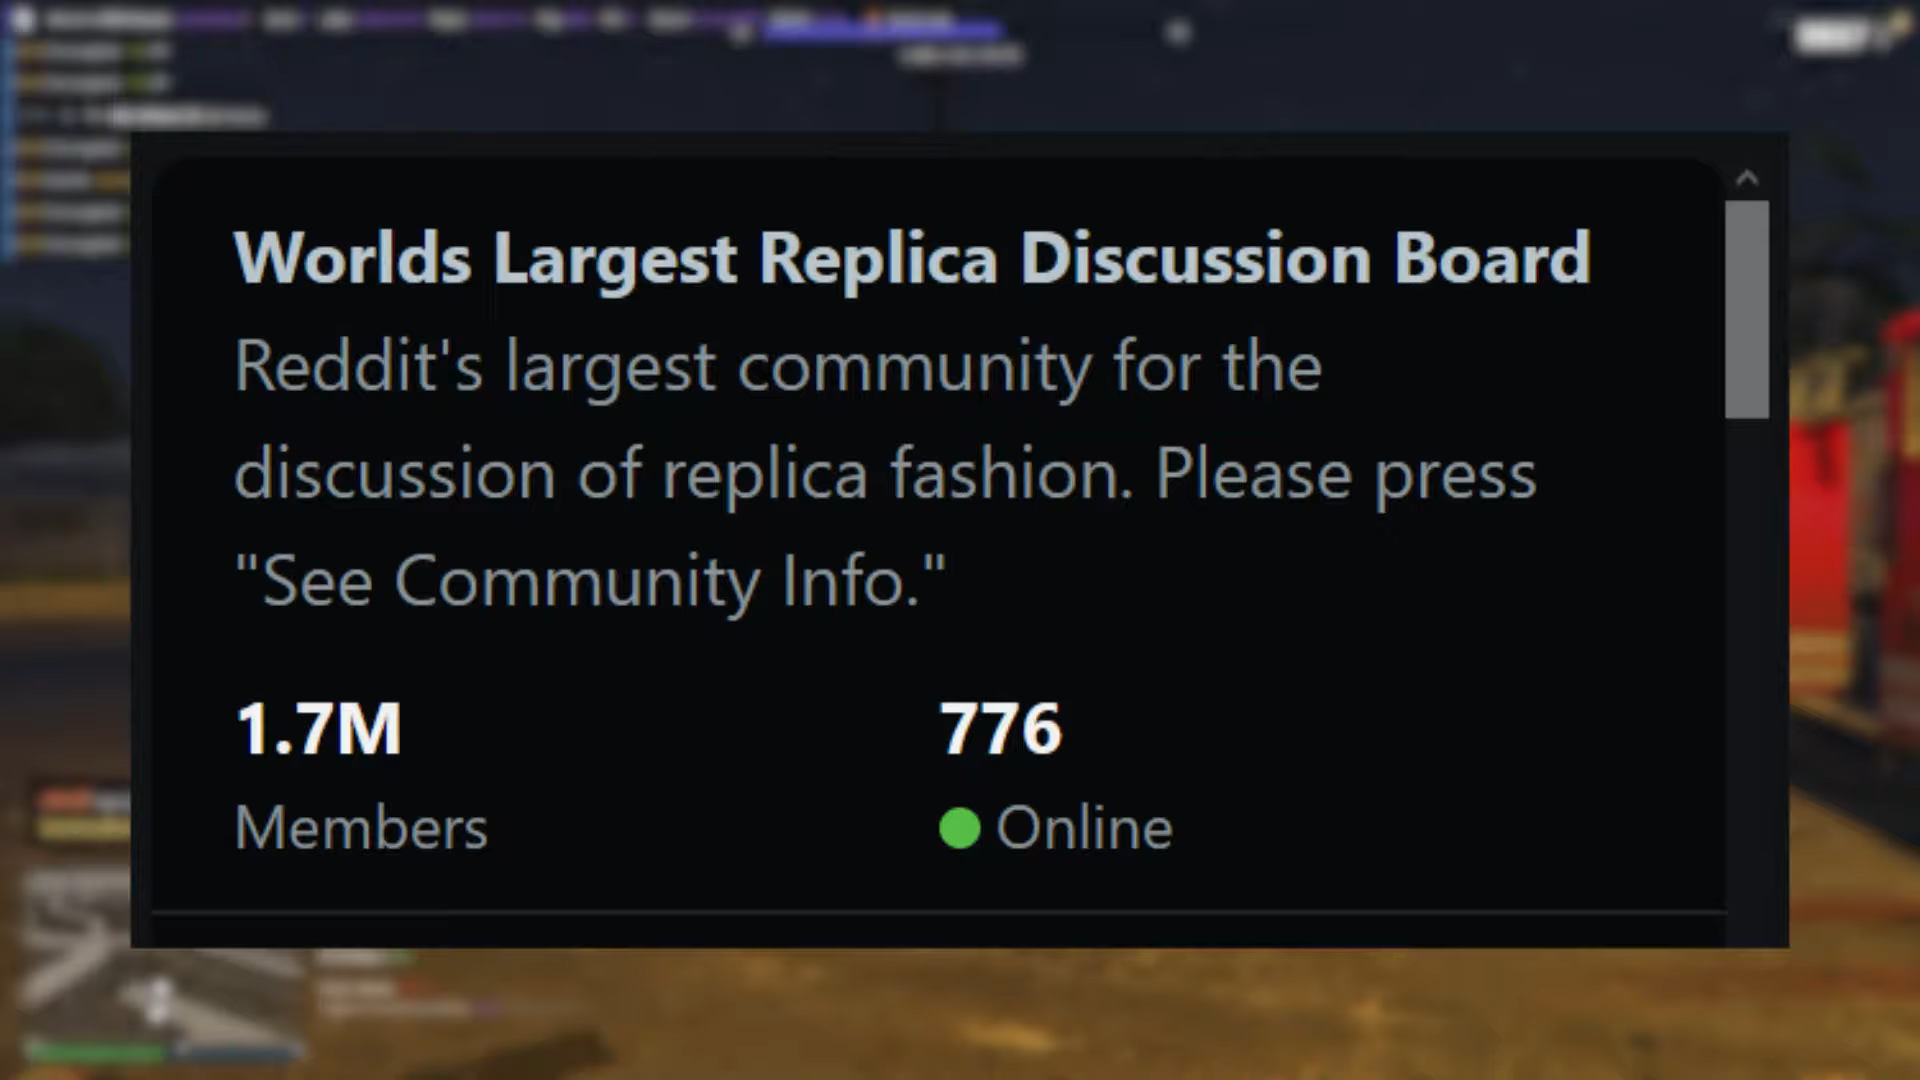 Worlds Largest Replica Discussion Board
Reddit's largest community for the
discussion of replica fashion. Please press
"See Community Info."
1.7M
776
Members
Online